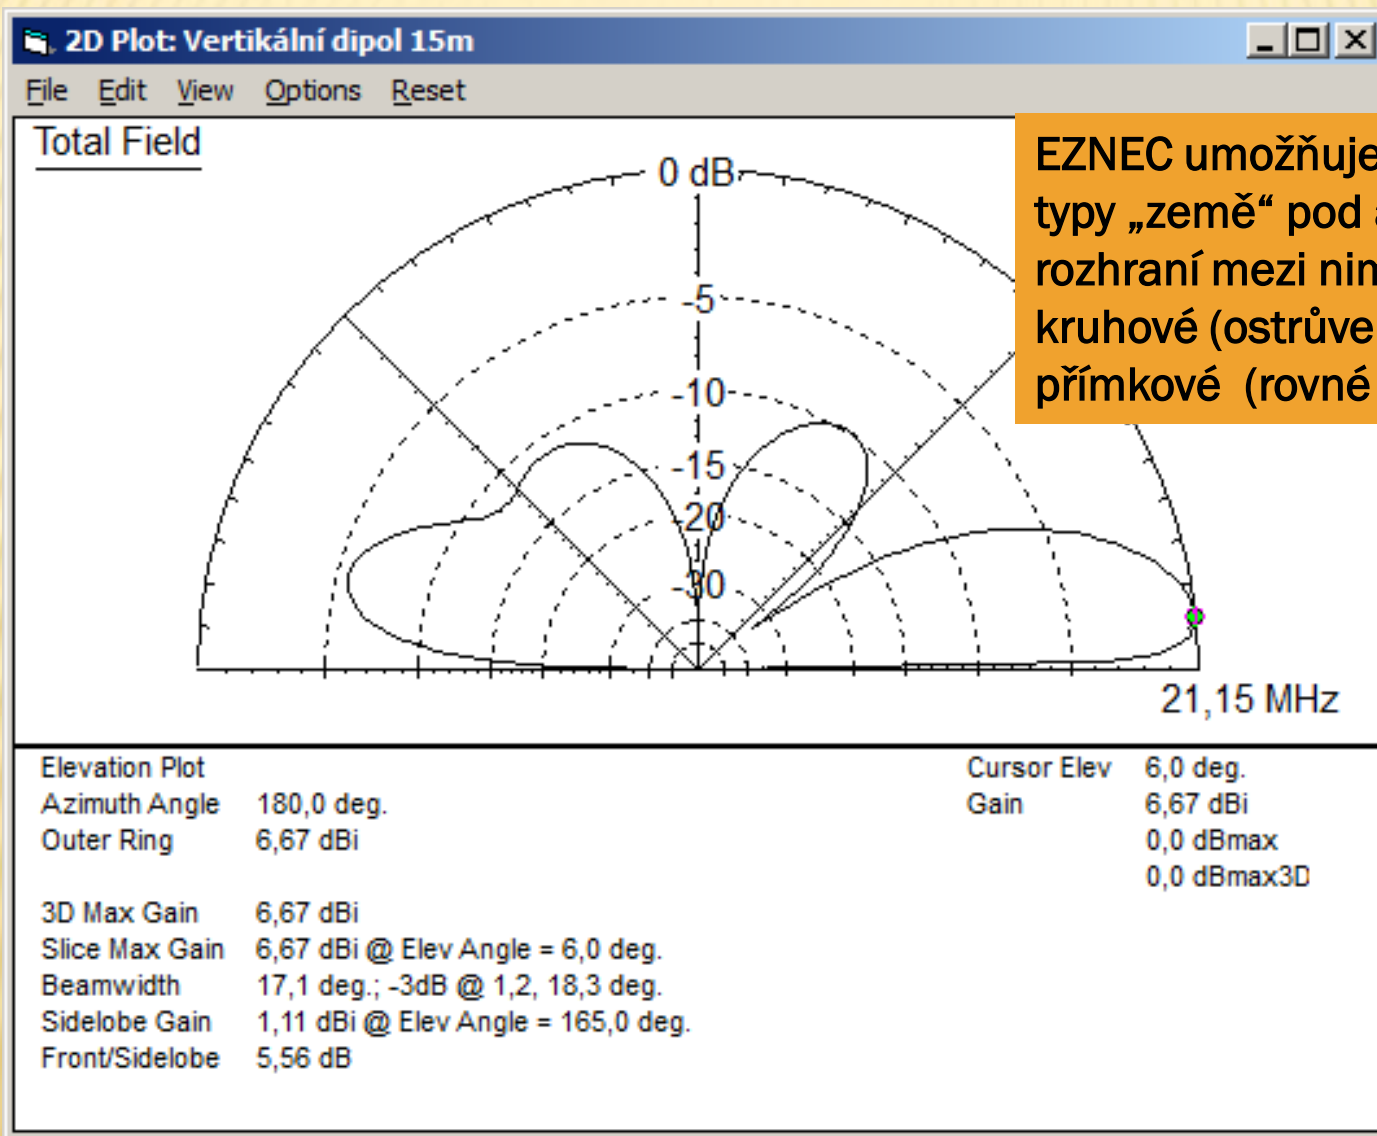 2D Plot: Vertikální dipol 15m
File Edit View Options Reset
Total Field
EZNEC umožňuje
typy „země“ pod
rozhraní mezi
kruhové (ostrůve
přímkové (rovné
0 dB
-5
-10
-15
-20
-30
21,15 MHz
Elevation Plot
Azimuth Angle 180,0 deg.
Outer Ring 6,67 dBi
3D Max Gain 6,67 dBi
Slice Max Gain 6,67 dBi @ Elev Angle = 6,0 deg.
Beamwidth 17,1 deg.; -3dB @ 1,2, 18,3 deg.
Sidelobe Gain 1,11 dBi @ Elev Angle = 165,0 deg.
Front/Sidelobe 5,56 dB
Cursor Elev 6,0 deg.
Gain 6,67 dBi
0,0 dBmax
0,0 dBmax3D